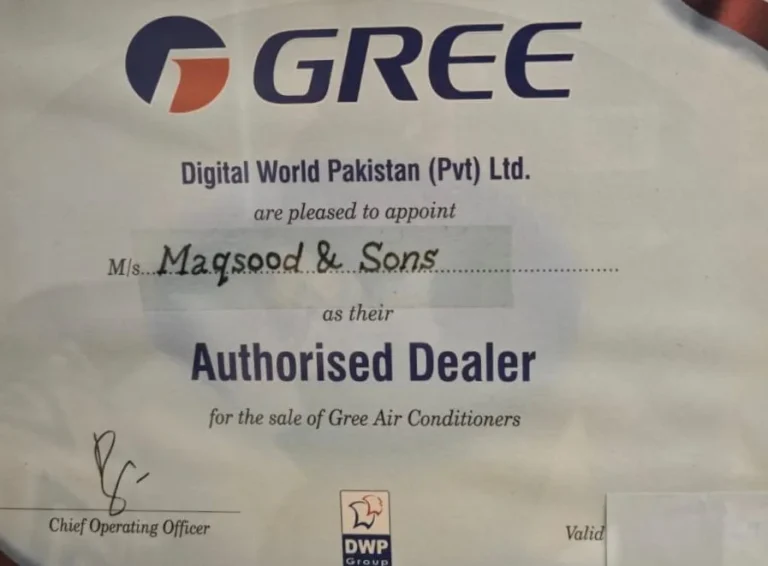 GREE
Digital World Pakistan (Pvt) Ltd.
are pleased to appoint
M/s...Maqsood & Sons
as their
Authorised Dealer
for the sale of Gree Air Conditioners
Chief Operating Officer
DWP
Group
Valid